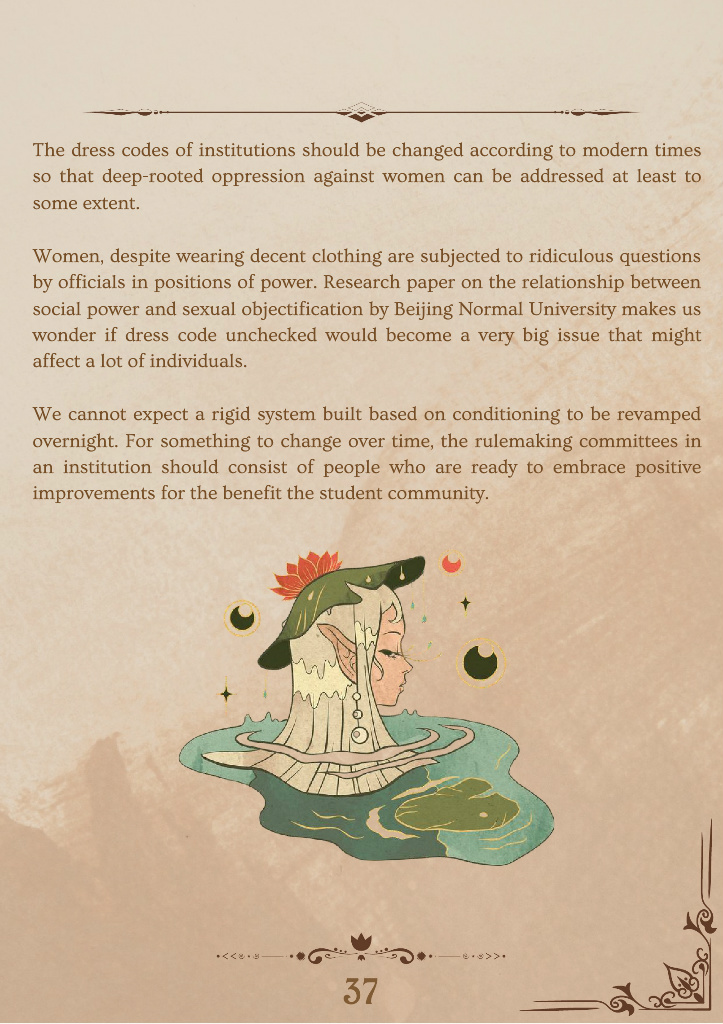 The dress codes of institutions should be changed according to modern times
so that deep-rooted oppression against women can be addressed at least to
some extent.
Women, despite wearing decent clothing are subjected to ridiculous questions
by officials in positions of power. Research paper on the relationship between
social power and sexual objectification by Beijing Normal University makes us
wonder if dress code unchecked would become a very big issue that might
affect a lot of individuals.
We cannot expect a rigid system built based on conditioning to be revamped
overnight. For something to change over time, the rulemaking committees in
an institution should consist of people who are ready to embrace positive
improvements for the benefit the student community.
37